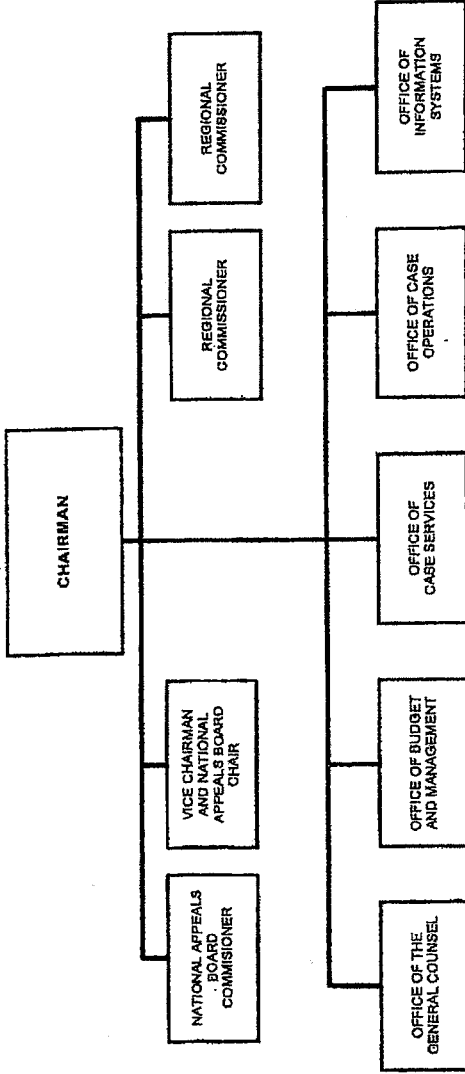 CHAIRMAN
NATIONAL APPEALS
BOARD
COMMISIONER
VICE CHAIRMAN
AND NATIONAL
APPEALS BOARD
CHAIR
REGIONAL
COMMISSIONER
REGIONAL
COMMISSIONER
OFFICE OF THE
GENERAL COUNSEL
OFFICE OF BUDGET
AND MANAGEMENT
OFFICE OF
CASE SERVICES
OFFICE OF CASE
OPERATIONS
OFFICE OF
INFORMATION
SYSTEMS